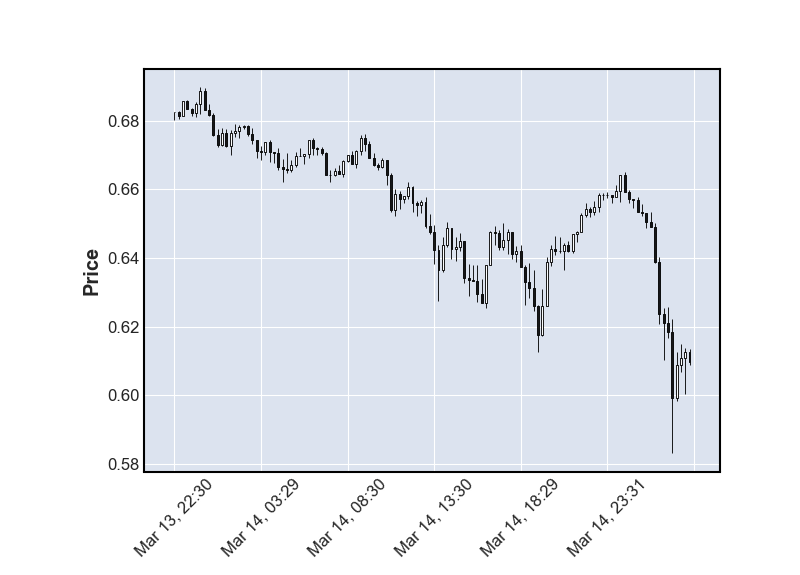 0.68
0.66
0.64
0.62
0.60
0.58
Price
Mar 13, 22:30
Mar 14, 03:29
Mar 14, 08:30
Mar 14, 13:30
Mar 14, 18:29
Mar 14, 23:31